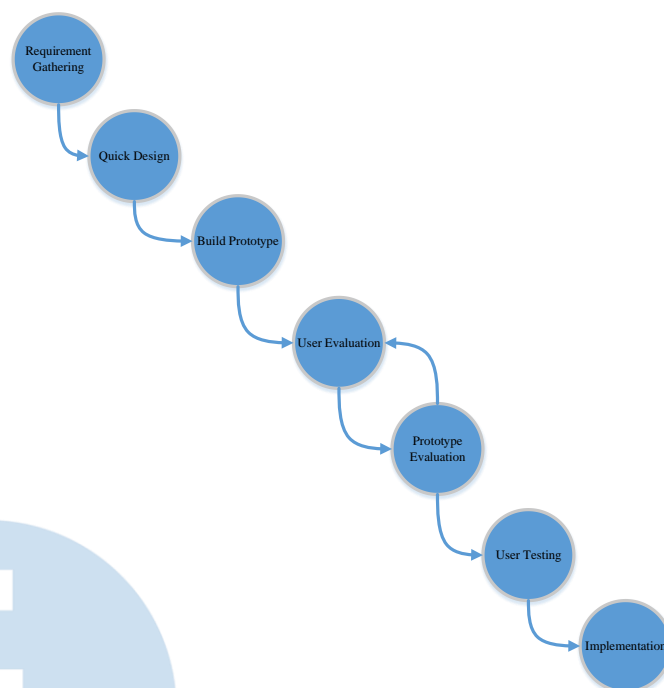 Requirement
Gathering
Quick Design
Build Prototype
User Evaluation
Prototype
Evaluation
User Testing
Implementation